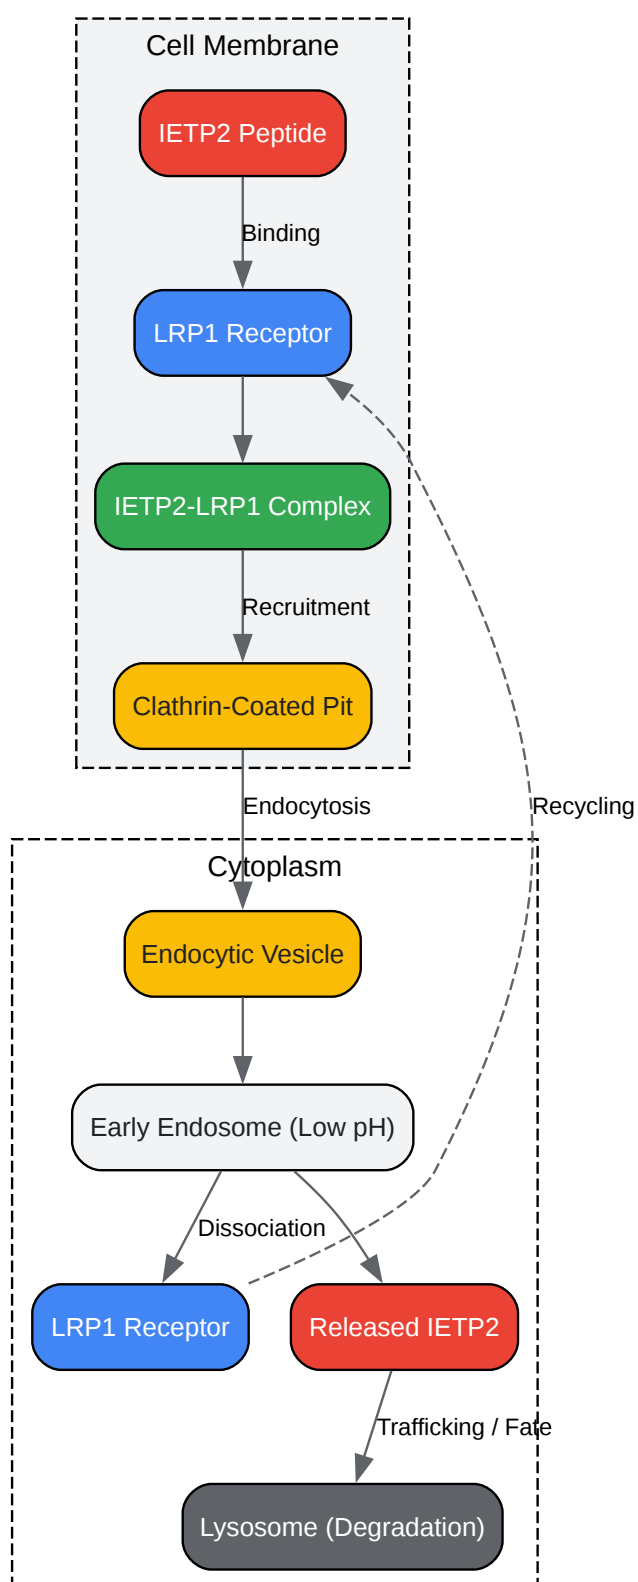 Cell Membrane
IETP2 Peptide
Binding
LRP1 Receptor
IETP2-LRP1 Complex
Recruitment
Clathrin-Coated Pit
Endocytosis
Recycling
Cytoplasm
Endocytic Vesicle
Early Endosome (Low pH)
Dissociation
LRP1 Receptor
Released IETP2
Trafficking / Fate
Lysosome (Degradation)